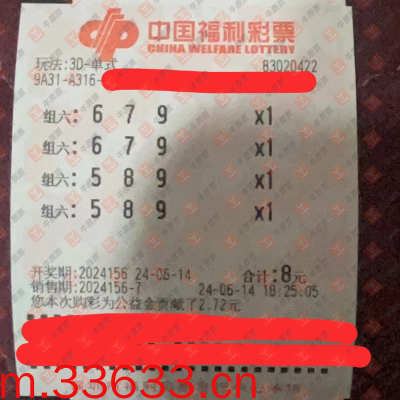 中国福利彩票
CHINA WELFARE LOTTERY
玩法:3D-单式 83020422
9A31-A316-
组六: 6 7 9 x1
组六: 6 7 9 x1
组六: 5 8 9 x1
组六: 5 8 9 x1
开奖期:2024156 24-06-14 合计:8元
销售期:2024156-7 24-06-14 18:25:05
您本次购彩为公益金贡献了2.72元
m.33633.cn